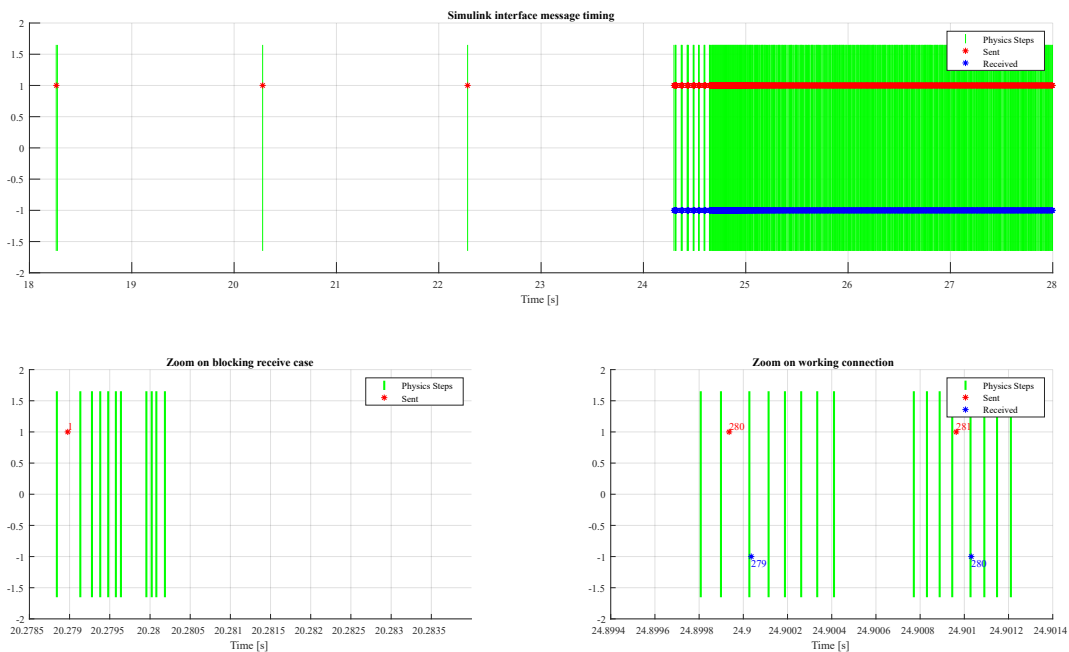 Simulink interface message timing
2
1.5
1
0.5
0
-0.5
-1
-1.5
-2
18 19 20 21 22 23 24 25 26 27 28
Time [s]
Physics Steps
Sent
Received
Zoom on blocking receive case
2
1.5
1
0.5
0
-0.5
-1
-1.5
-2
1
20.2785 20.279 20.2795 20.28 20.2805 20.281 20.2815 20.282 20.2825 20.283 20.2835
Time [s]
Physics Steps
Sent
Zoom on working connection
2
1.5
1
0.5
0
-0.5
-1
-1.5
-2
280 281
279 280
24.8994 24.8996 24.8998 24.9 24.9002 24.9004 24.9006 24.9008 24.901 24.9012 24.9014
Time [s]
Physics Steps
Sent
Received